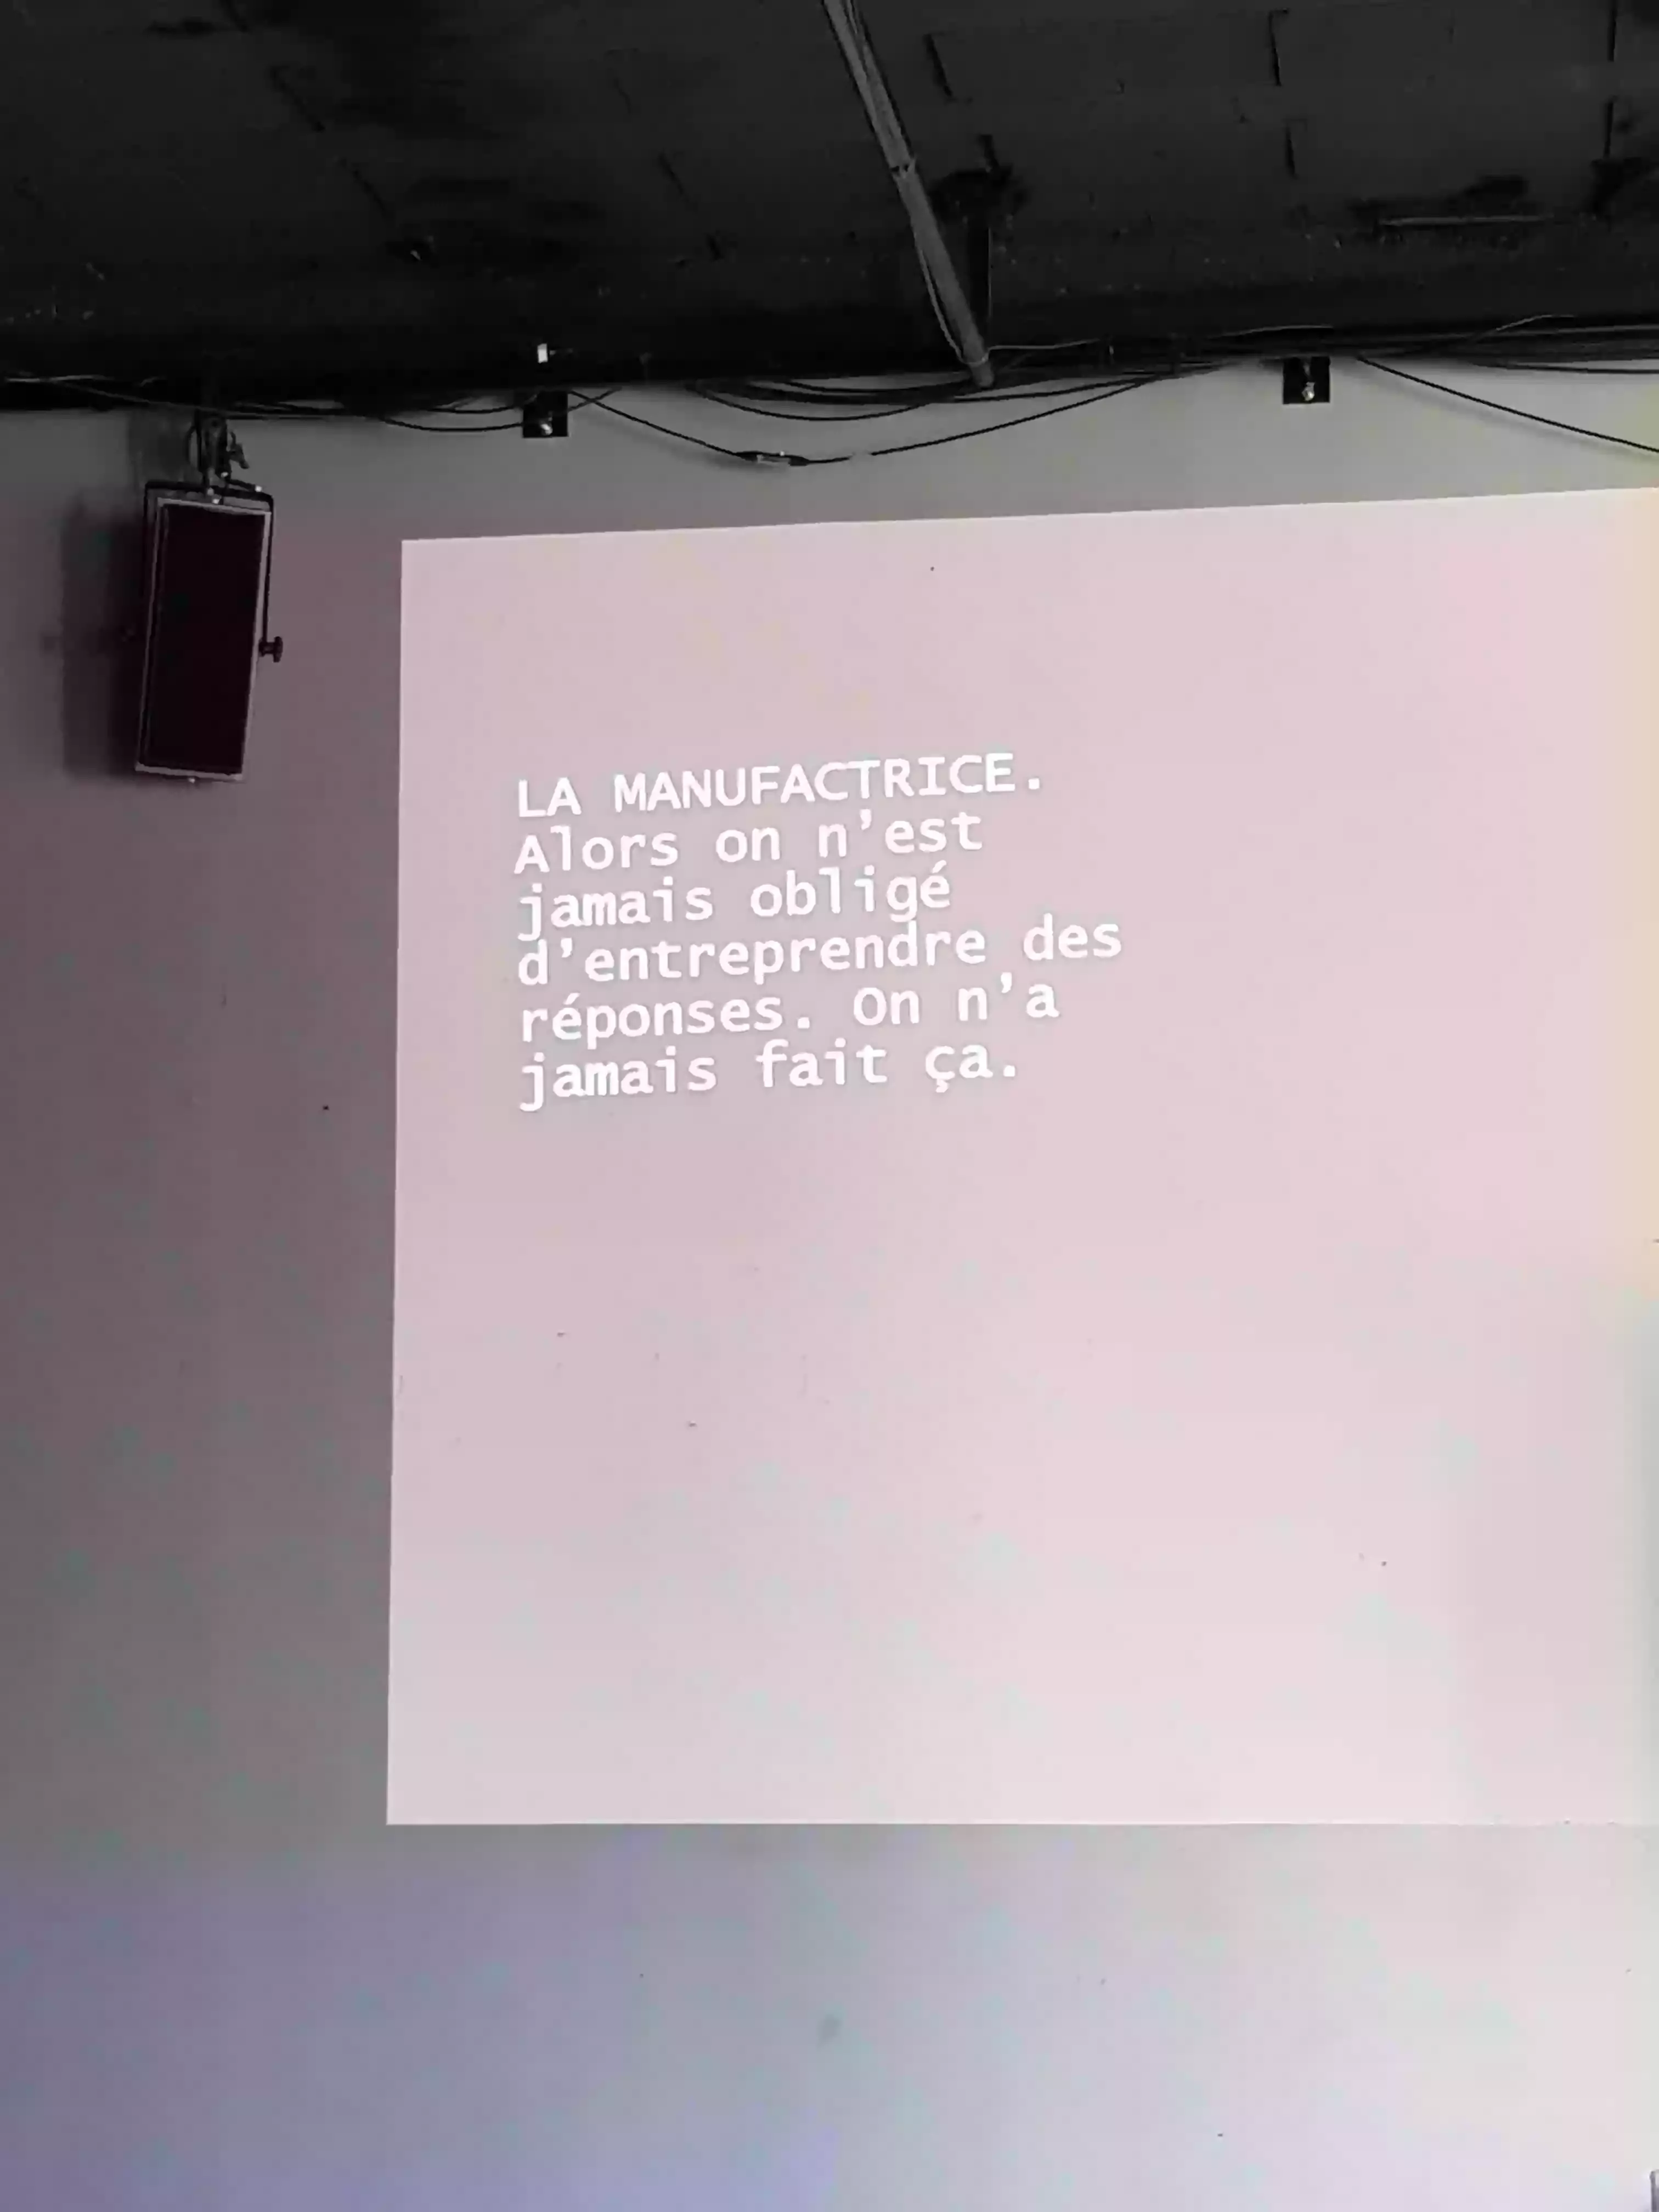 LA MANUFACTRICE.
Alors on n’est
jamais obligé
d’entreprendre des
réponses. On n’a
jamais fait ça.